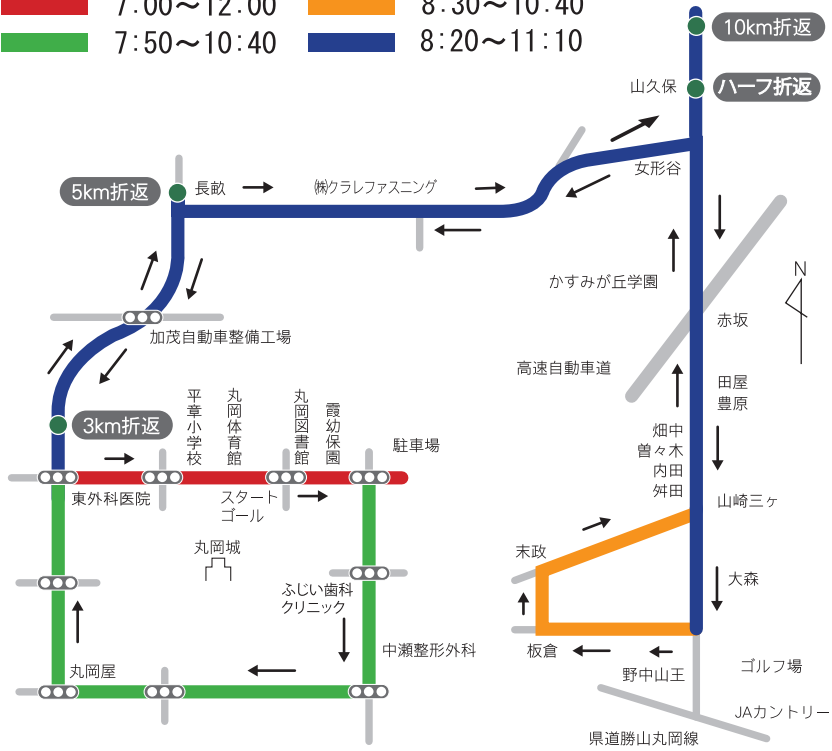 7:00～12:00
8:30～10:40
7:50～10:40
8:20～11:10
10km折返
山久保
ハーフ折返
女形谷
5km折返
長畝
㈱クラレファスニング
かすみが丘学園
N
赤坂
加茂自動車整備工場
高速自動車道
田屋
豊原
3km折返
平章小学校
丸岡体育館
丸岡図書館
霞幼保園
駐車場
畑中
曽々木
内田
舛田
東外科医院
スタート
ゴール
山崎三ヶ
丸岡城
末政
大森
ふじい歯科
クリニック
中瀬整形外科
板倉
丸岡屋
野中山王
ゴルフ場
JAカントリー
県道勝山丸岡線